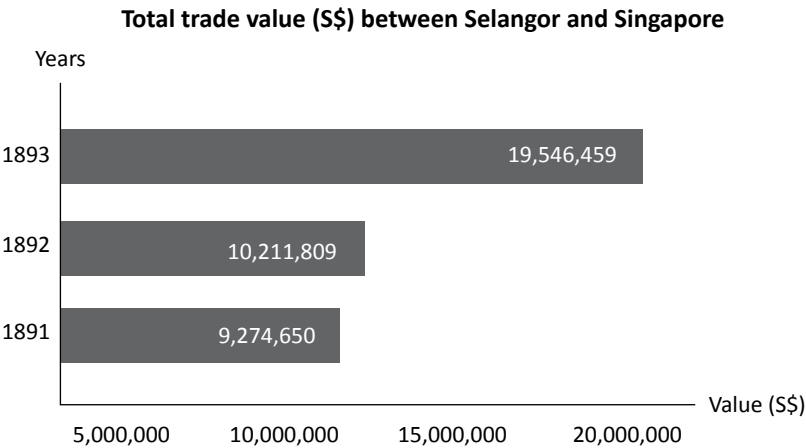 Total trade value (S$) between Selangor and Singapore
Years
1893
19,546,459
1892
10,211,809
1891
9,274,650
Value (S$)
5,000,000 10,000,000 15,000,000 20,000,000